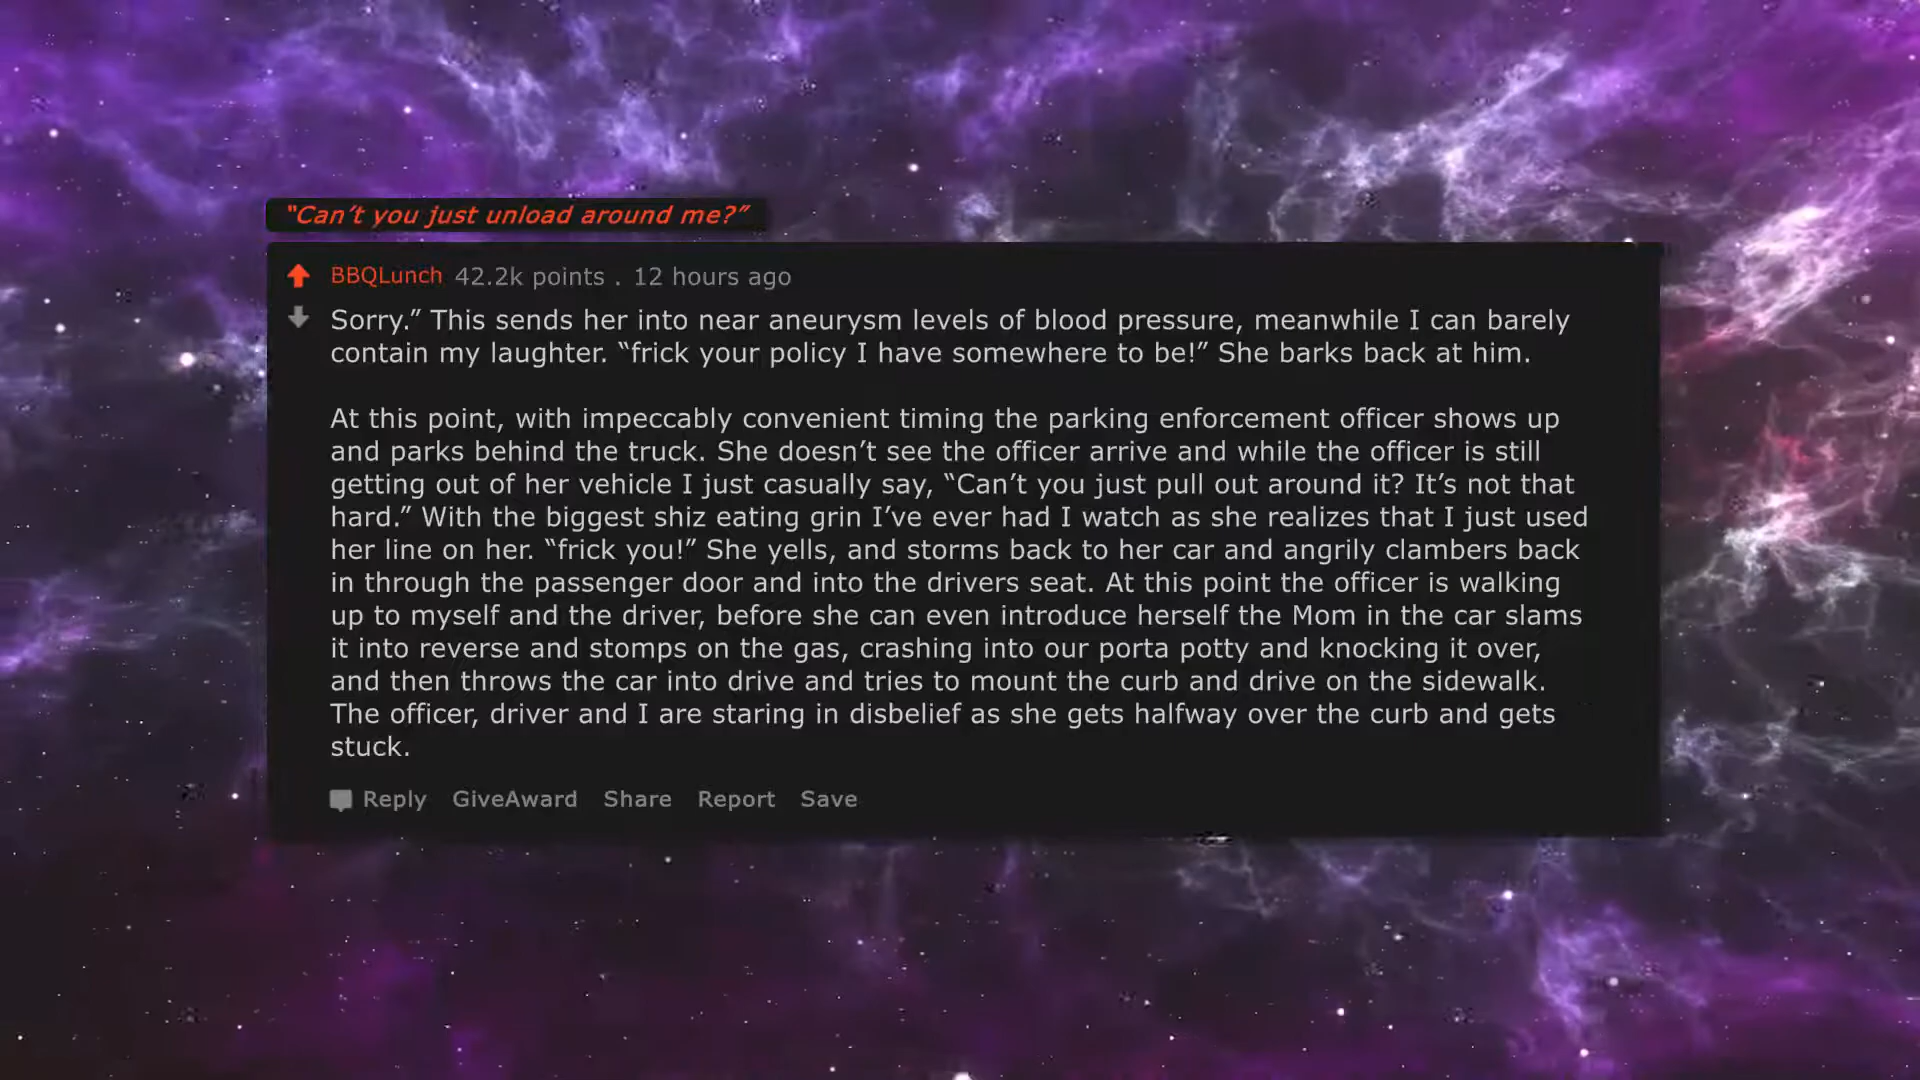 “Can’t you just unload around me?”
BBQLunch 42.2k points . 12 hours ago
Sorry.” This sends her into near aneurysm levels of blood pressure, meanwhile I can barely
contain my laughter. “frick your policy I have somewhere to be!” She barks back at him.
At this point, with impeccably convenient timing the parking enforcement officer shows up
and parks behind the truck. She doesn’t see the officer arrive and while the officer is still
getting out of her vehicle I just casually say, “Can’t you just pull out around it? It’s not that
hard.” With the biggest shiz eating grin I’ve ever had I watch as she realizes that I just used
her line on her. “frick you!” She yells, and storms back to her car and angrily clambers back
in through the passenger door and into the drivers seat. At this point the officer is walking
up to myself and the driver, before she can even introduce herself the Mom in the car slams
it into reverse and stomps on the gas, crashing into our porta potty and knocking it over,
and then throws the car into drive and tries to mount the curb and drive on the sidewalk.
The officer, driver and I are staring in disbelief as she gets halfway over the curb and gets
stuck.
Reply GiveAward Share Report Save